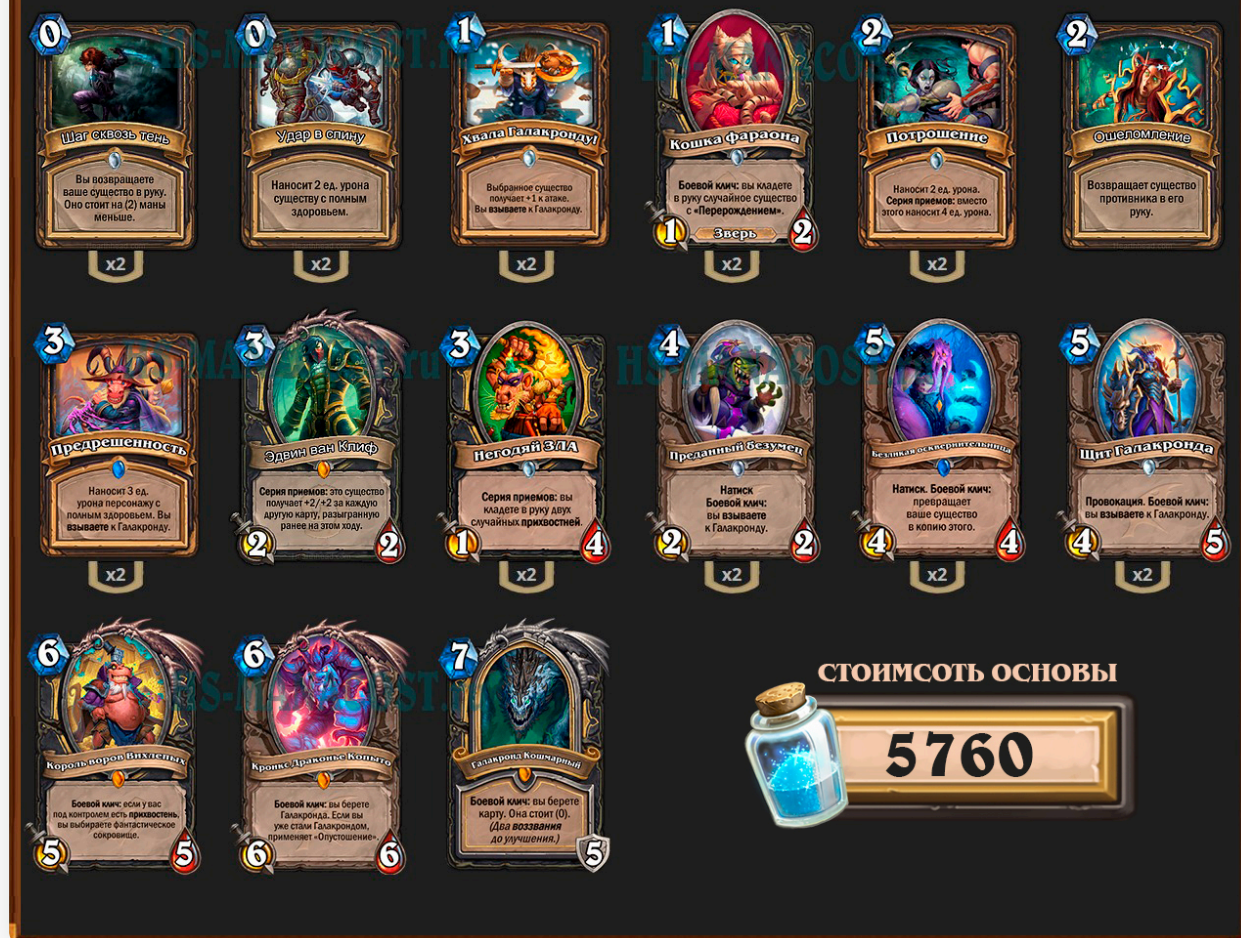 0
Шаг сквозь тень
Вы возвращаете
ваше существо в руку.
Оно стоит на (2) маны
меньше.
x2
0
Удар в спину
Наносит 2 ед. урона
существу с полным
здоровьем.
x2
1
Хвала Галакронду!
Выбранное существо
получает +1 к атаке.
Вы взываете к Галакронду.
x2
1
Кошка фараона
Боевой клич: вы кладете
в руку случайное существо
с «Перерождением».
1
Зверь
2
x2
2
Потрошение
Наносит 2 ед. урона.
Серия приемов: вместо
этого наносит 4 ед. урона.
x2
2
Ошеломление
Возвращает существо
противника в его
руку.
3
Предрешенность
Наносит 3 ед.
урона персонажу с
полным здоровьем. Вы
взываете к Галакронду.
x2
3
Эдвин ван Клиф
Серия приемов: это существо
получает +2/+2 за каждую
другую карту, разыгранную
ранее на этом ходу.
2
2
3
Негодяй ЗЛА
Серия приемов: вы
кладете в руку двух
случайных прихвостней.
1
4
x2
4
Преданный безумец
Натиск
Боевой клич:
вы взываете
к Галакронду.
2
2
x2
5
Безликая осквернительница
Натиск. Боевой клич:
превращает
ваше существо
в копию этого.
4
4
x2
5
Щит Галакронда
Провокация. Боевой клич:
вы взываете к Галакронду.
4
5
x2
6
Король воров Вихлепых
Боевой клич: если у вас
под контролем есть прихвостень,
вы выбираете фантастическое
сокровище.
5
5
6
Кронкс Драконье Копыто
Боевой клич: вы берете
Галакронда. Если вы
уже стали Галакрондом,
применяет «Опустошение».
6
6
7
Галакронд Кошмарный
Боевой клич: вы берете
карту. Она стоит (0).
(Два воззвания
до улучшения.)
5
СТОИМСОТЬ ОСНОВЫ
5760